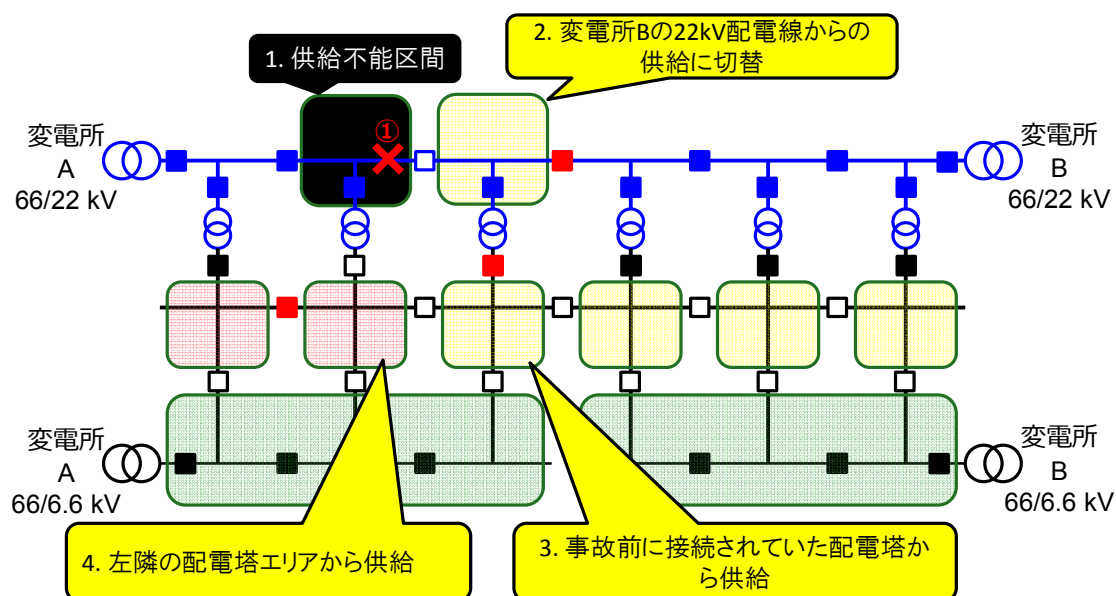 1. 供給不能区間
2. 変電所Bの22kV配電線からの
供給に切替
①
変電所
A
66/22 kV
変電所
B
66/22 kV
変電所
A
66/6.6 kV
変電所
B
66/6.6 kV
4. 左隣の配電塔エリアから供給
3. 事故前に接続されていた配電塔か
ら供給